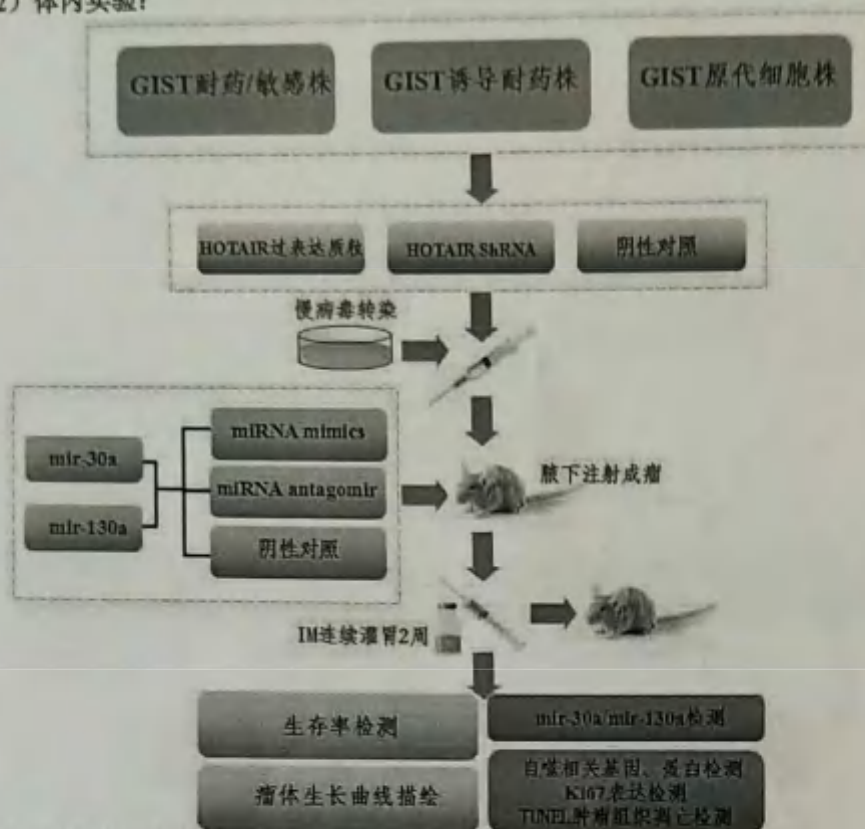 2）体内实验：
GIST耐药/敏感株
GIST诱导耐药株
GIST原代细胞株
HOTAIR过表达质粒
HOTAIR ShRNA
阴性对照
慢病毒转染
mir-30a
mir-130a
miRNA mimics
miRNA antagomir
阴性对照
腋下注射成瘤
IM连续灌胃2周
生存率检测
mir-30a/mir-130a检测
瘤体生长曲线描绘
自噬相关基因、蛋白检测
Ki67表达检测
TUNEL肿瘤组织凋亡检测